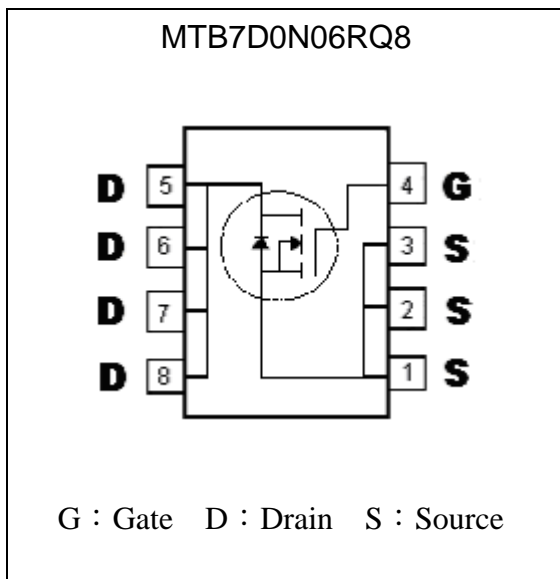 MTB7D0N06RQ8
D 5 4 G
D 6 3 S
D 7 2 S
D 8 1 S
G：Gate D：Drain S：Source